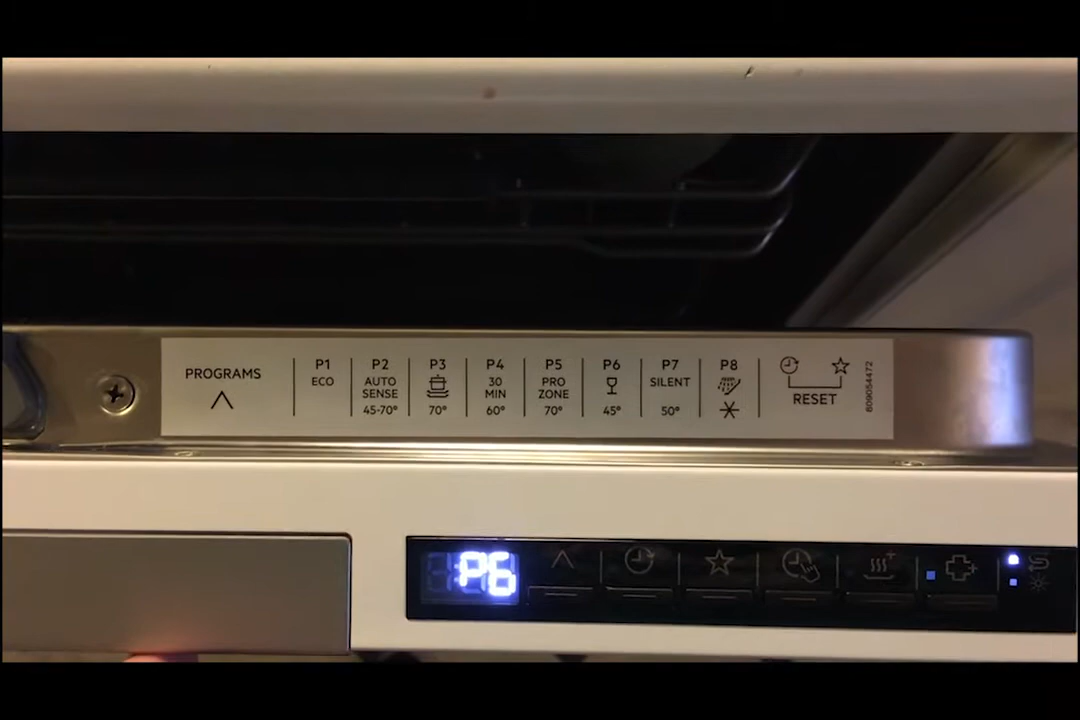 PROGRAMS
P1
ECO
P2
AUTO
SENSE
45-70°
P3
70°
P4
30
MIN
60°
P5
PRO
ZONE
70°
P6
45°
P7
SILENT
50°
P8
RESET
809054472
P6